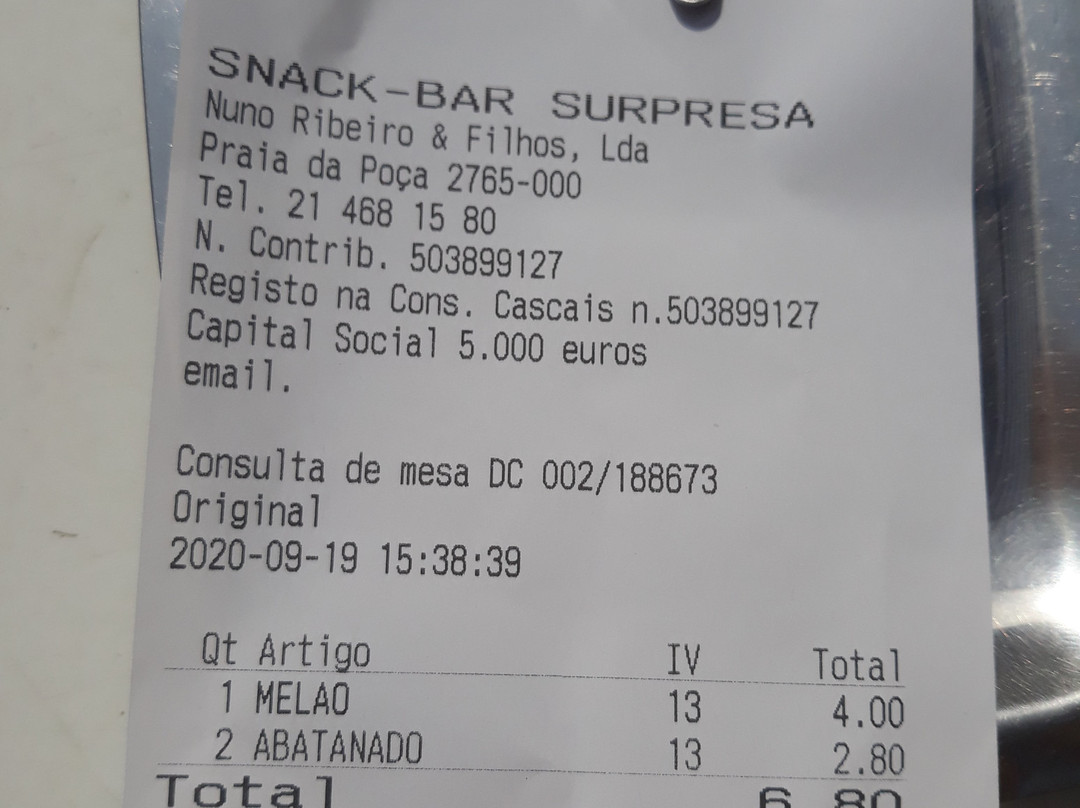 SNACK-BAR SURPRESA
Nuno Ribeiro & Filhos, Lda
Praia da Poça 2765-000
Tel. 21 468 15 80
N. Contrib. 503899127
Registo na Cons. Cascais n.503899127
Capital Social 5.000 euros
email.
Consulta de mesa DC 002/188673
Original
2020-09-19 15:38:39
Qt Artigo IV Total
1 MELAO 13 4.00
2 ABATANADO 13 2.80
Total 6.80